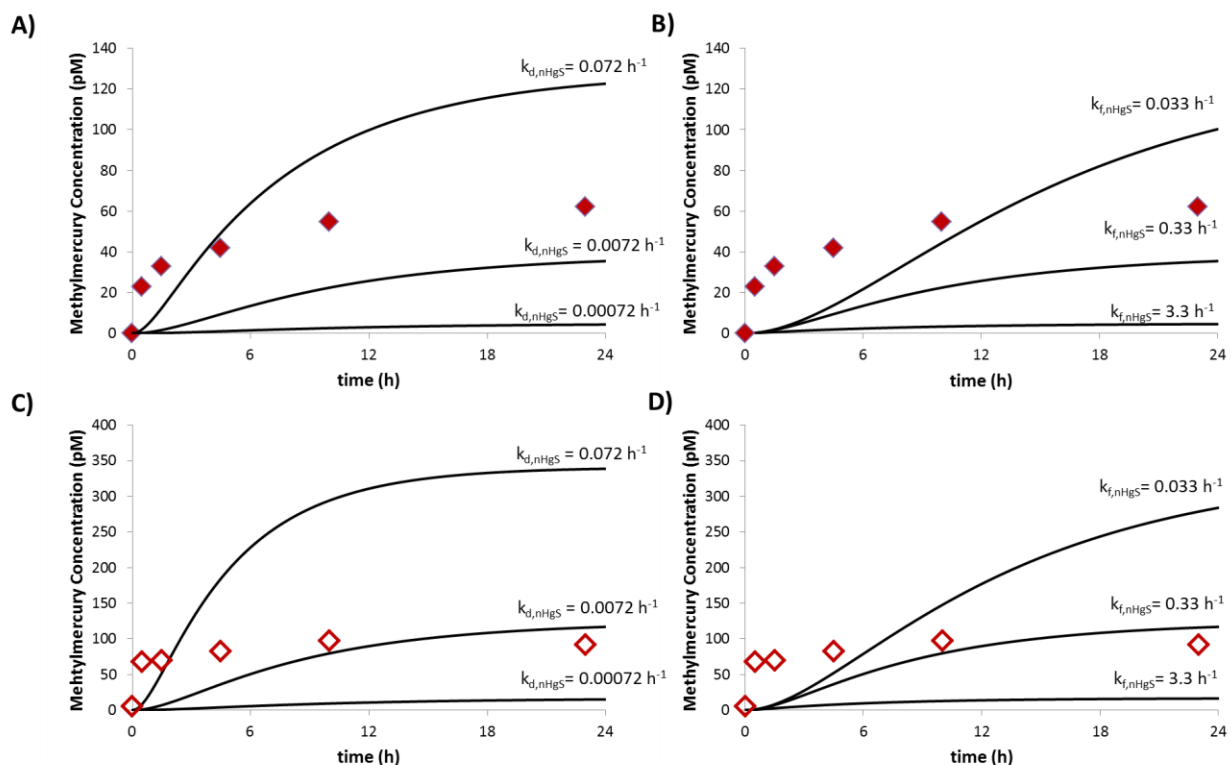 A)
Methylmercury Concentration (pM)
140
120
100
80
60
40
20
0
0
6
12
18
24
time (h)
kd,nHgS= 0.072 h-1
kd,nHgS = 0.0072 h-1
kd,nHgS = 0.00072 h-1
B)
Methylmercury Concentration (pM)
140
120
100
80
60
40
20
0
0
6
12
18
24
time (h)
kf,nHgS= 0.033 h-1
kf,nHgS= 0.33 h-1
kf,nHgS= 3.3 h-1
C)
Mehtylmercury Concentration (pM)
400
350
300
250
200
150
100
50
0
0
6
12
18
24
time (h)
kd,nHgS= 0.072 h-1
kd,nHgS= 0.0072 h-1
kd,nHgS= 0.00072 h-1
D)
Methylmercury Concentration (pM)
400
350
300
250
200
150
100
50
0
0
6
12
18
24
time (h)
kf,nHgS= 0.033 h-1
kf,nHgS= 0.33 h-1
kf,nHgS= 3.3 h-1